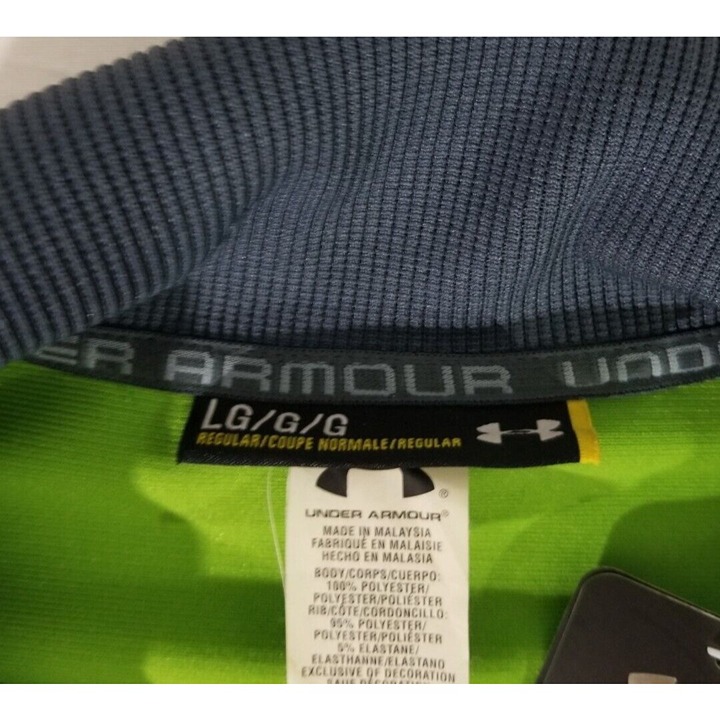 ER ARMOUR UND
LG/G/G
REGULAR/COUPE NORMALE/REGULAR
UNDER ARMOUR®
MADE IN MALAYSIA
FABRIQUÉ EN MALAISIE
HECHO EN MALASIA
BODY/CORPS/CUERPO:
100% POLYESTER/
POLYESTER/POLIÉSTER
RIB/CÔTE/CORDONCILLO:
95% POLYESTER/
POLYESTER/POLIÉSTER
5% ELASTANE/
ELASTHANNE/ELASTANO
EXCLUSIVE OF DECORATION